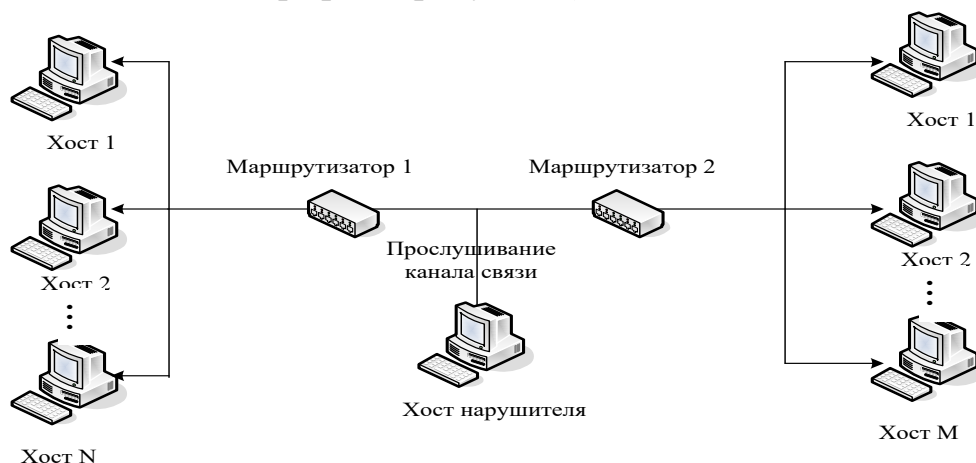 Хост 1
Хост 1
Маршрутизатор 1
Маршрутизатор 2
Прослушивание
канала связи
Хост 2
Хост 2
Хост нарушителя
Хост N
Хост M